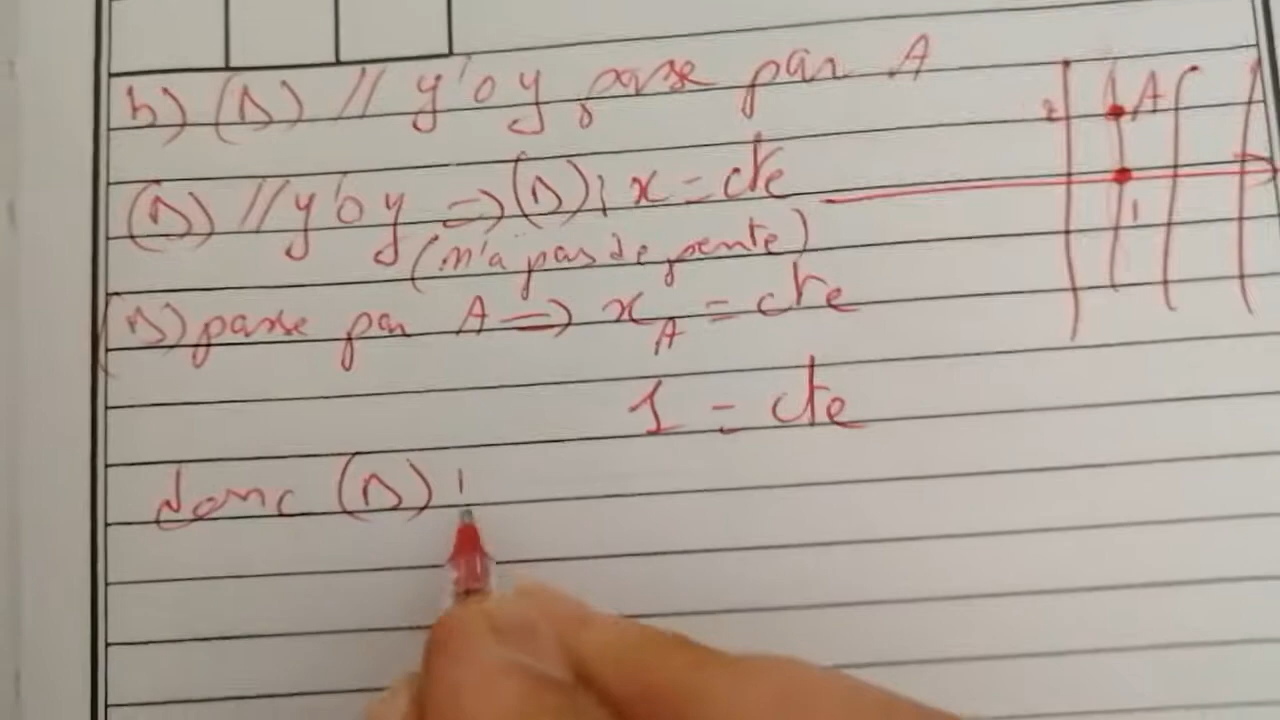 b) (D) // y'oy passe par A
(D) // y'oy => (D): x = cte
(n'a pas de pente)
(D) passe par A => x_A = cte
1 = cte
donc (D):
2
A
1